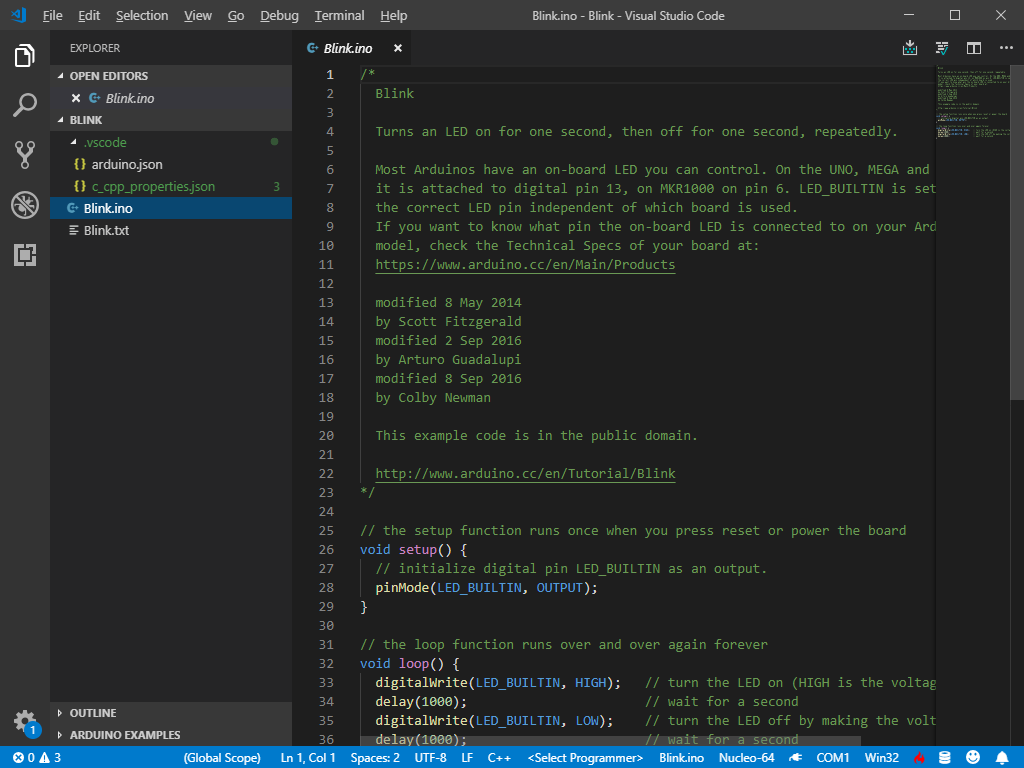 File Edit Selection View Go Debug Terminal Help Blink.ino - Blink - Visual Studio Code
EXPLORER
OPEN EDITORS
Blink.ino
BLINK
.vscode
{} arduino.json
{} c_cpp_properties.json 3
Blink.ino
Blink.txt
OUTLINE
ARDUINO EXAMPLES
1
Blink.ino
1 /*
2 Blink
3
4 Turns an LED on for one second, then off for one second, repeatedly.
5
6 Most Arduinos have an on-board LED you can control. On the UNO, MEGA and
7 it is attached to digital pin 13, on MKR1000 on pin 6. LED_BUILTIN is set
8 the correct LED pin independent of which board is used.
9 If you want to know what pin the on-board LED is connected to on your Ard
10 model, check the Technical Specs of your board at:
11 https://www.arduino.cc/en/Main/Products
12
13 modified 8 May 2014
14 by Scott Fitzgerald
15 modified 2 Sep 2016
16 by Arturo Guadalupi
17 modified 8 Sep 2016
18 by Colby Newman
19
20 This example code is in the public domain.
21
22 http://www.arduino.cc/en/Tutorial/Blink
23 */
24
25 // the setup function runs once when you press reset or power the board
26 void setup() {
27 // initialize digital pin LED_BUILTIN as an output.
28 pinMode(LED_BUILTIN, OUTPUT);
29 }
30
31 // the loop function runs over and over again forever
32 void loop() {
33 digitalWrite(LED_BUILTIN, HIGH); // turn the LED on (HIGH is the voltag
34 delay(1000); // wait for a second
35 digitalWrite(LED_BUILTIN, LOW); // turn the LED off by making the volt
36 delay(1000); // wait for a second
0 3 (Global Scope) Ln 1, Col 1 Spaces: 2 UTF-8 LF C++ <Select Programmer> Blink.ino Nucleo-64 COM1 Win32